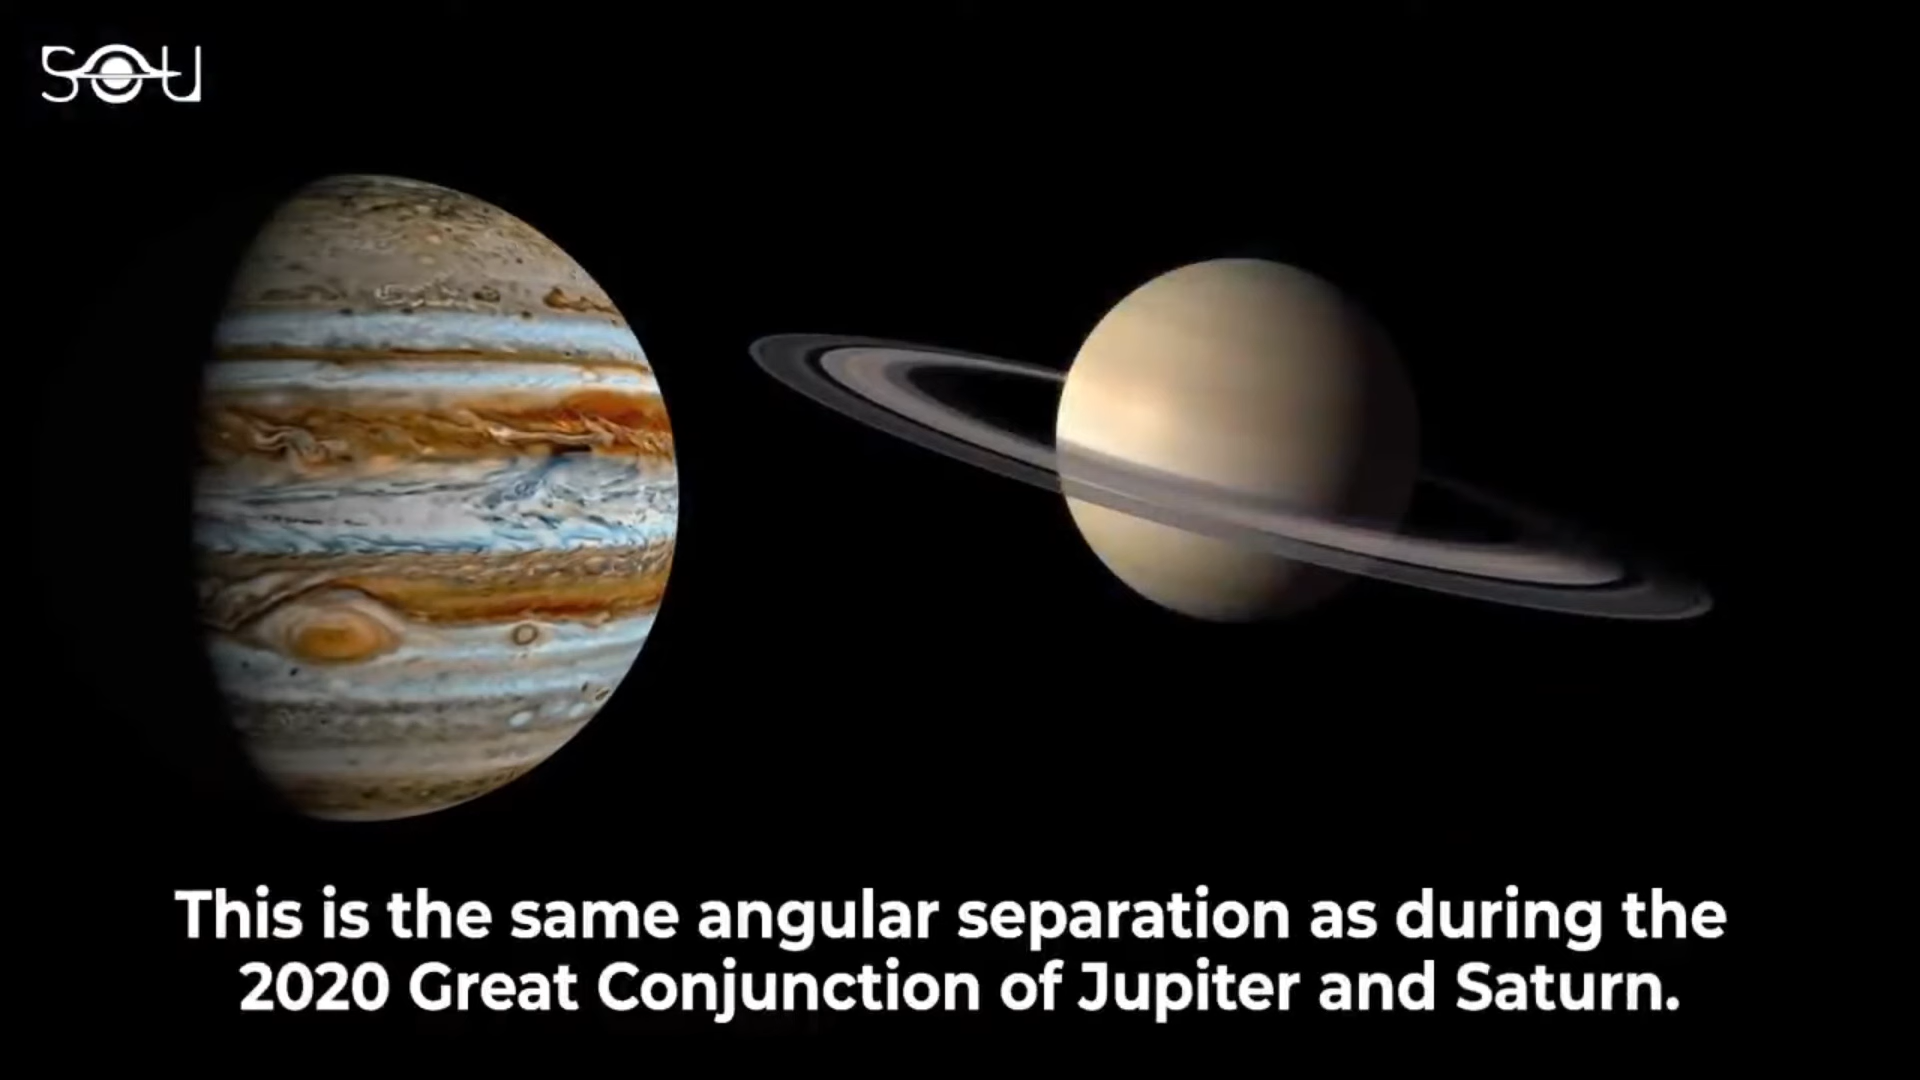 SOU
This is the same angular separation as during the
2020 Great Conjunction of Jupiter and Saturn.